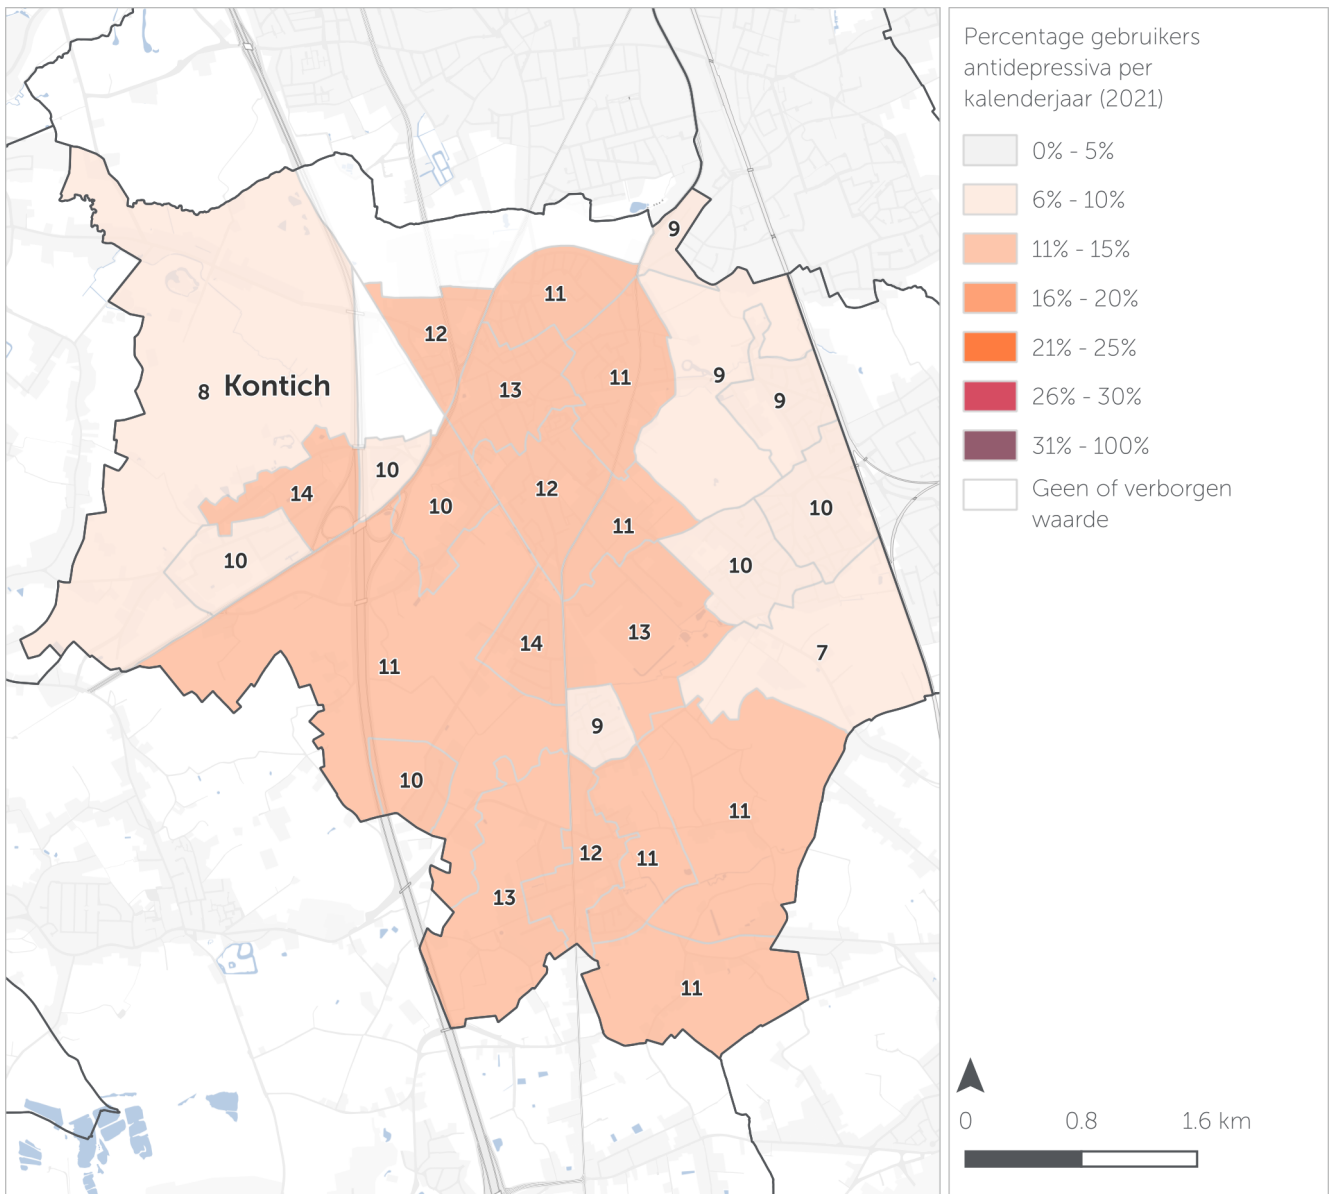 9
11
12
11
13
9
9
8 Kontich
10
14
10
12
10
11
10
10
10
13
14
7
11
9
10
11
12
11
13
11
Percentage gebruikers
antidepressiva per
kalenderjaar (2021)
0% - 5%
6% - 10%
11% - 15%
16% - 20%
21% - 25%
26% - 30%
31% - 100%
Geen of verborgen
waarde
0 0.8 1.6 km